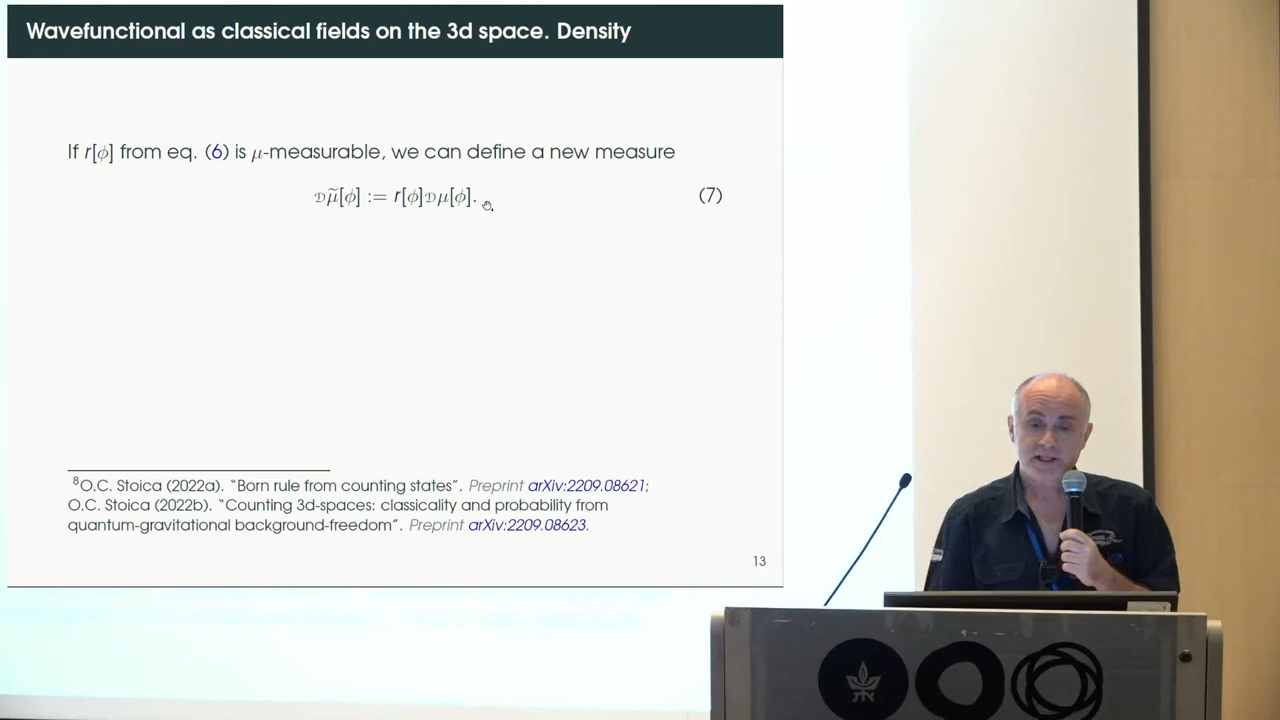 Wavefunctional as classical fields on the 3d space. Density
If r[ϕ] from eq. (6) is μ-measurable, we can define a new measure
𝒟μ̃[ϕ] := r[ϕ]𝒟μ[ϕ]. (7)
⁸O.C. Stoica (2022a). “Born rule from counting states”. Preprint arXiv:2209.08621;
O.C. Stoica (2022b). “Counting 3d-spaces: classicality and probability from
quantum-gravitational background-freedom”. Preprint arXiv:2209.08623.
13